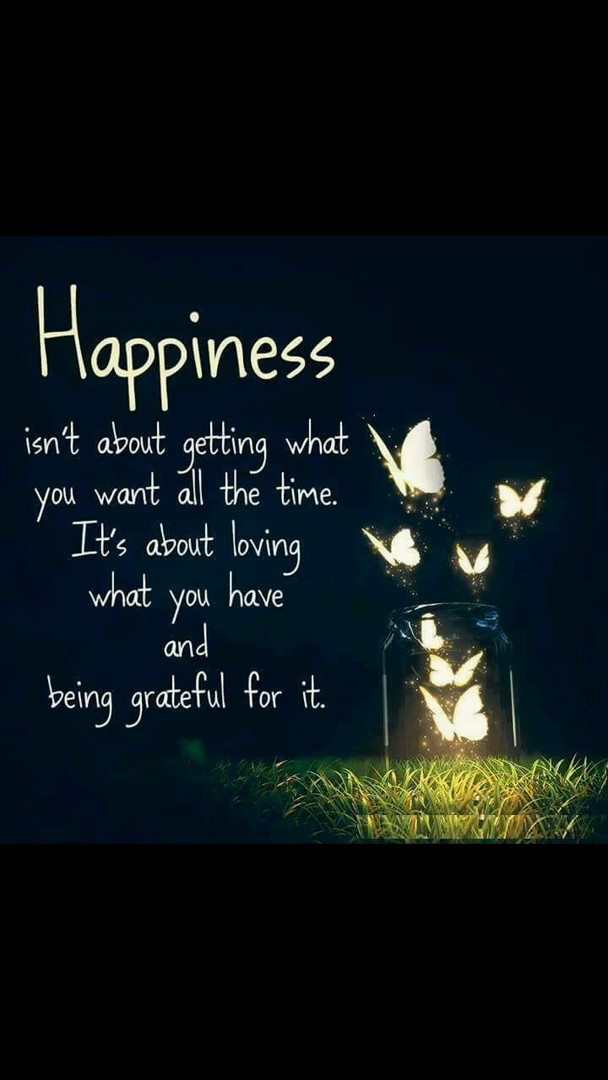 Happiness
isn't about getting what
you want all the time.
It's about loving
what you have
and
being grateful for it.